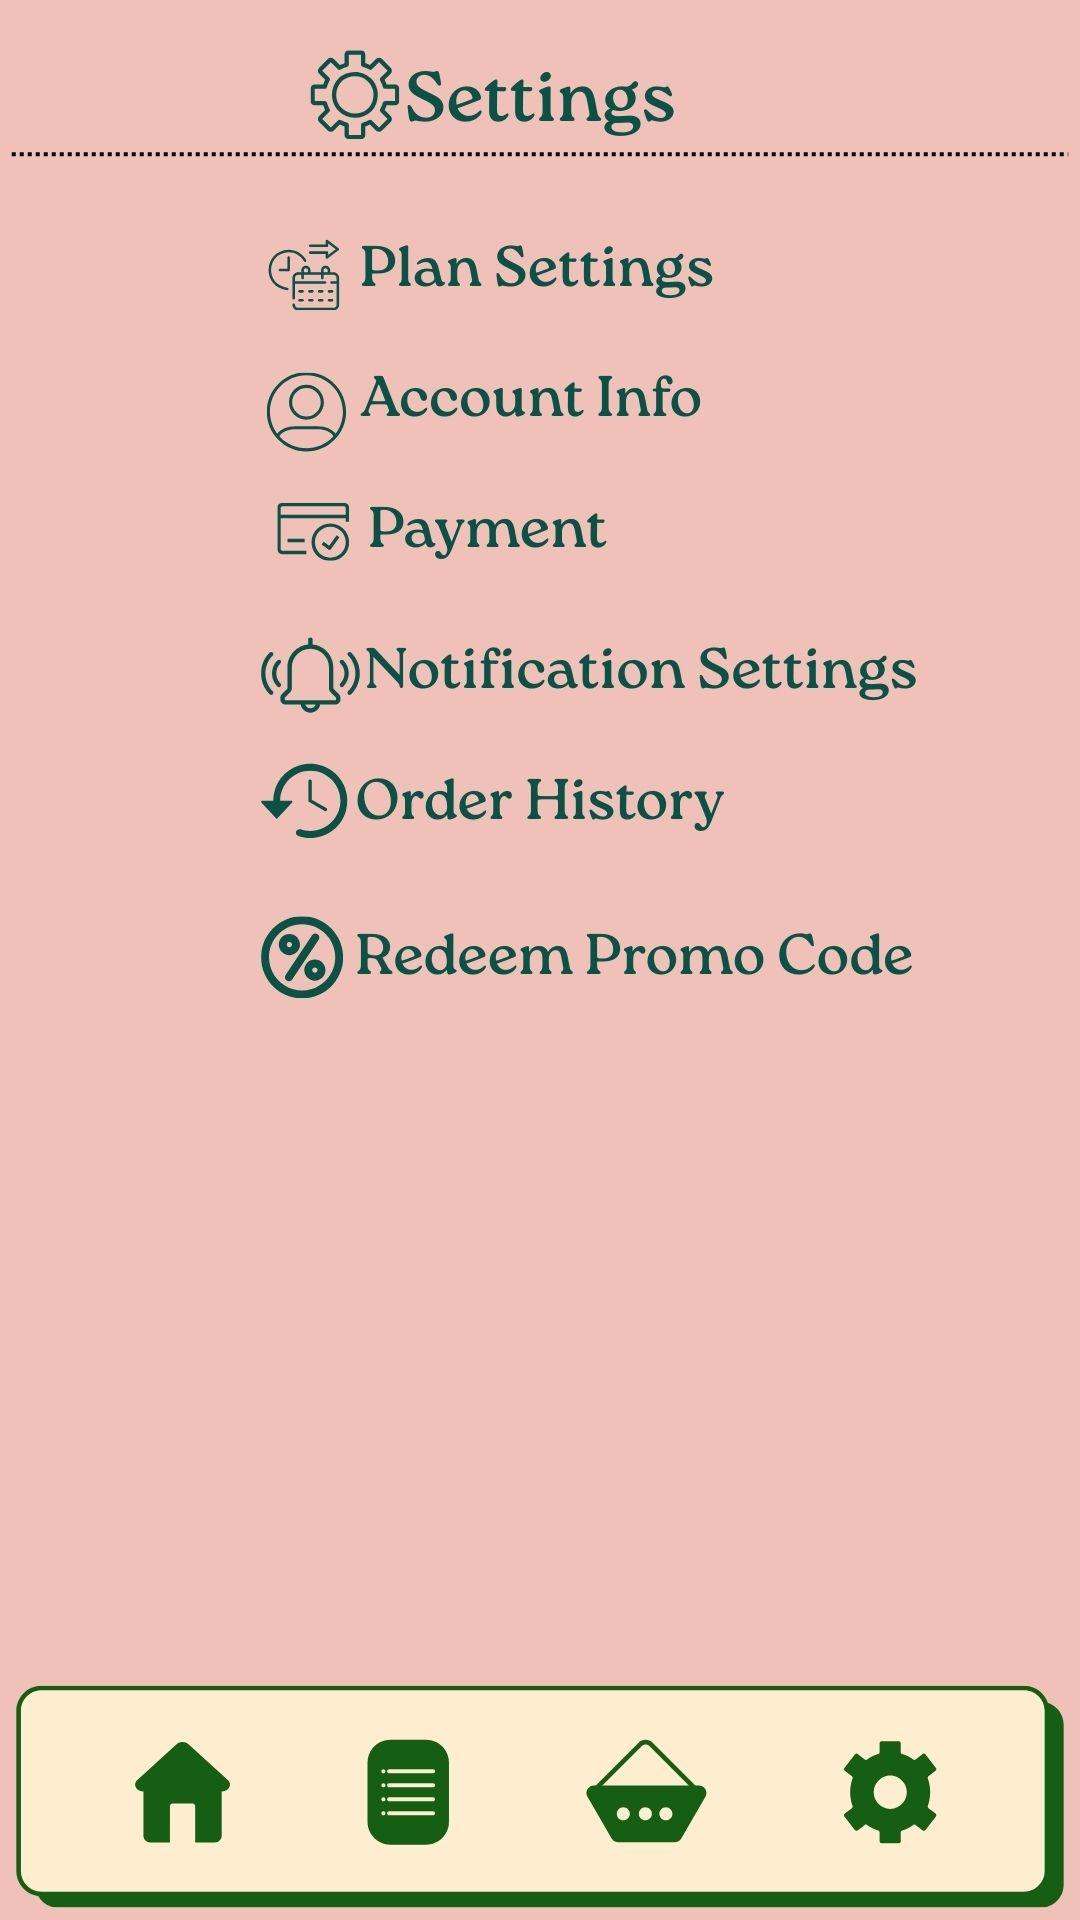 Settings
Plan Settings
Account Info
Payment
Notification Settings
Order History
Redeem Promo Code